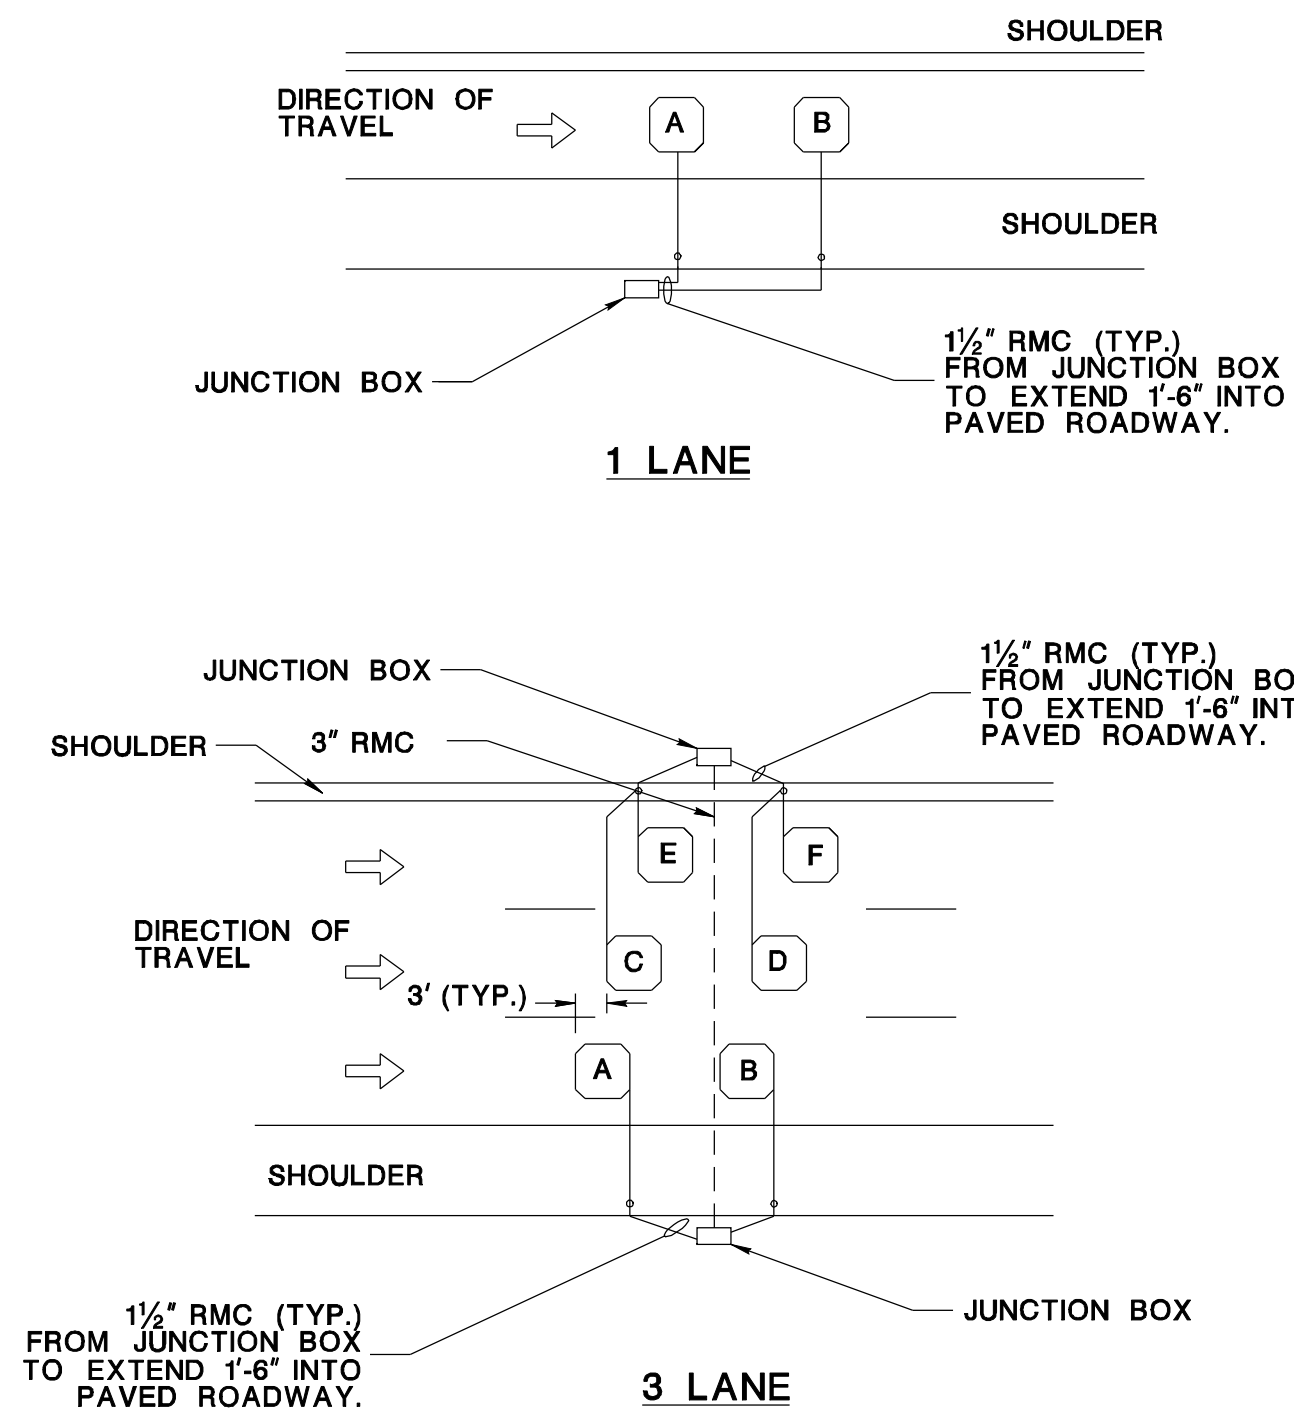 SHOULDER
DIRECTION OF
TRAVEL
A
B
SHOULDER
JUNCTION BOX
1½" RMC (TYP.)
FROM JUNCTION BOX
TO EXTEND 1'-6" INTO
PAVED ROADWAY.
1 LANE
JUNCTION BOX
1½" RMC (TYP.)
FROM JUNCTION BO
TO EXTEND 1'-6" INT
PAVED ROADWAY.
SHOULDER
3" RMC
E
F
DIRECTION OF
TRAVEL
C
D
3' (TYP.)
A
B
SHOULDER
1½" RMC (TYP.)
FROM JUNCTION BOX
TO EXTEND 1'-6" INTO
PAVED ROADWAY.
JUNCTION BOX
3 LANE